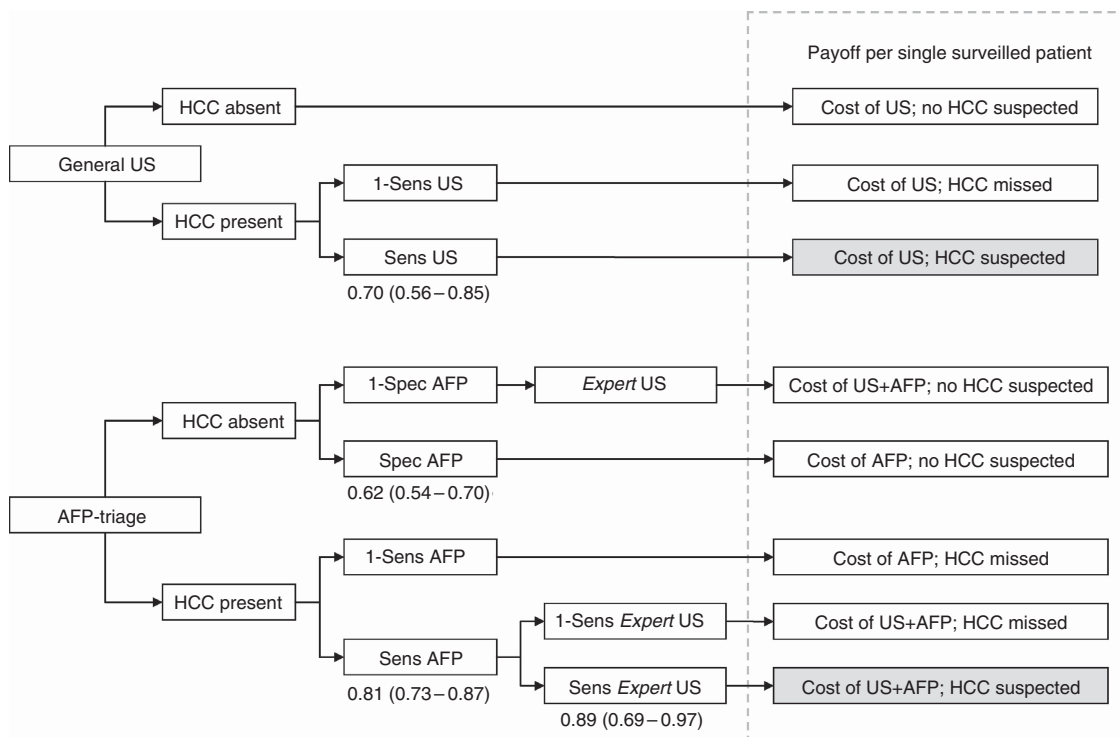 Payoff per single surveilled patient
HCC absent
Cost of US; no HCC suspected
General US
1-Sens US
Cost of US; HCC missed
HCC present
Sens US
Cost of US; HCC suspected
0.70 (0.56–0.85)
1-Spec AFP
Expert US
Cost of US+AFP; no HCC suspected
HCC absent
Spec AFP
Cost of AFP; no HCC suspected
0.62 (0.54–0.70)
AFP-triage
1-Sens AFP
Cost of AFP; HCC missed
HCC present
1-Sens Expert US
Cost of US+AFP; HCC missed
Sens AFP
0.81 (0.73–0.87)
Sens Expert US
Cost of US+AFP; HCC suspected
0.89 (0.69–0.97)